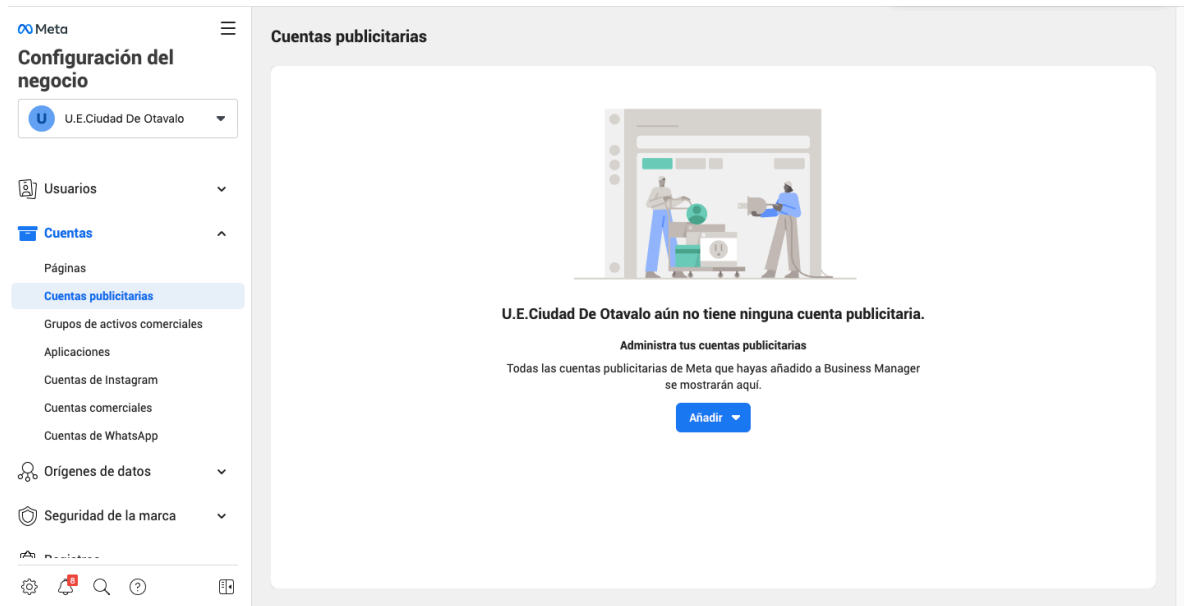 Meta
Configuración del
negocio
U
U.E.Ciudad De Otavalo
Usuarios
Cuentas
Páginas
Cuentas publicitarias
Grupos de activos comerciales
Aplicaciones
Cuentas de Instagram
Cuentas comerciales
Cuentas de WhatsApp
Orígenes de datos
Seguridad de la marca
8
Cuentas publicitarias
U.E.Ciudad De Otavalo aún no tiene ninguna cuenta publicitaria.
Administra tus cuentas publicitarias
Todas las cuentas publicitarias de Meta que hayas añadido a Business Manager
se mostrarán aquí.
Añadir